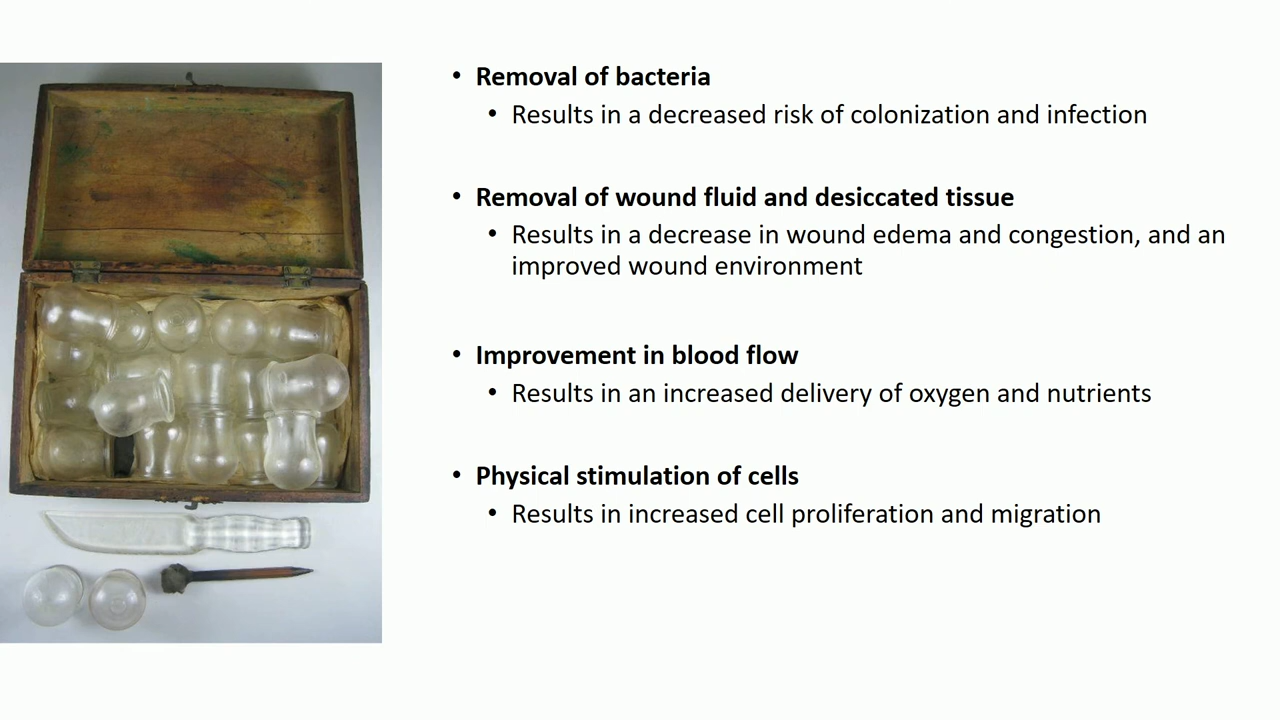 • Removal of bacteria
• Results in a decreased risk of colonization and infection
• Removal of wound fluid and desiccated tissue
• Results in a decrease in wound edema and congestion, and an
improved wound environment
• Improvement in blood flow
• Results in an increased delivery of oxygen and nutrients
• Physical stimulation of cells
• Results in increased cell proliferation and migration